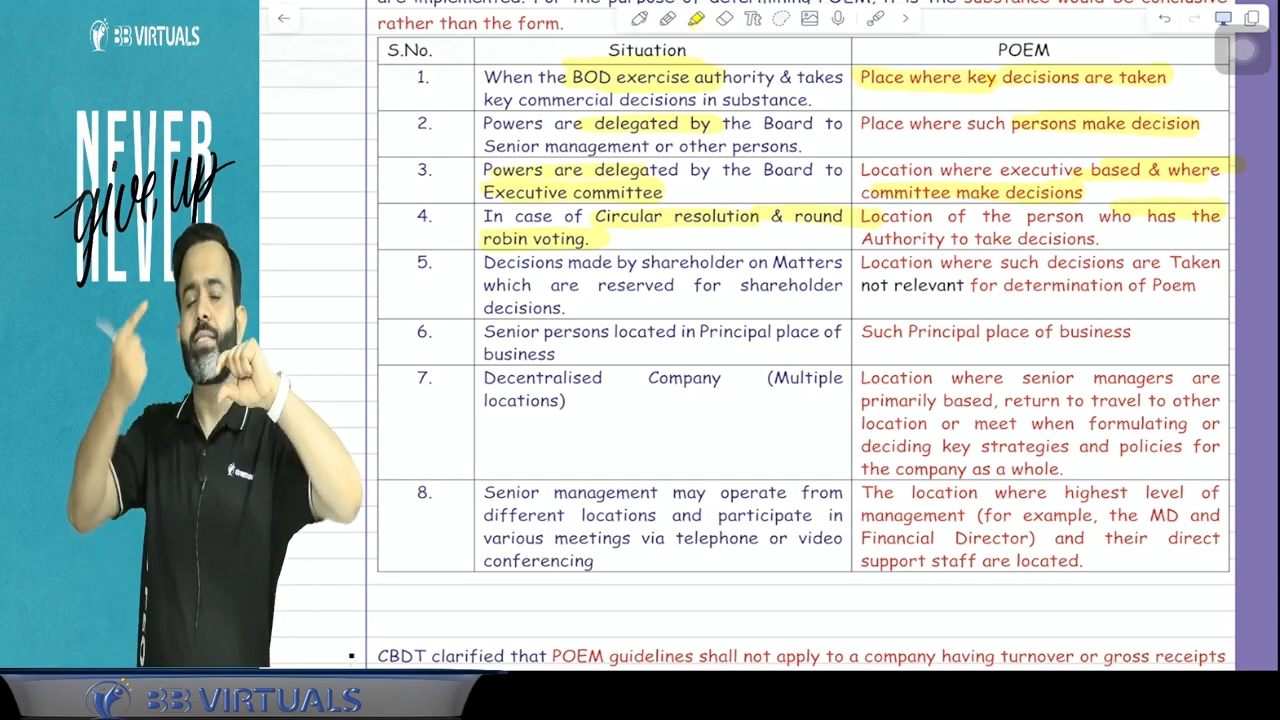 BB VIRTUALS
NEVER
give up
NEVER
are implemented. For the purpose of determining POEM, it is the substance would be conclusive
rather than the form.
S.No. Situation POEM
1. When the BOD exercise authority & takes Place where key decisions are taken
key commercial decisions in substance.
2. Powers are delegated by the Board to Place where such persons make decision
Senior management or other persons.
3. Powers are delegated by the Board to Location where executive based & where
Executive committee committee make decisions
4. In case of Circular resolution & round Location of the person who has the
robin voting. Authority to take decisions.
5. Decisions made by shareholder on Matters Location where such decisions are Taken
which are reserved for shareholder not relevant for determination of Poem
decisions.
6. Senior persons located in Principal place of Such Principal place of business
business
7. Decentralised Company (Multiple Location where senior managers are
locations) primarily based, return to travel to other
location or meet when formulating or
deciding key strategies and policies for
the company as a whole.
8. Senior management may operate from The location where highest level of
different locations and participate in management (for example, the MD and
various meetings via telephone or video Financial Director) and their direct
conferencing support staff are located.
CBDT clarified that POEM guidelines shall not apply to a company having turnover or gross receipts
BB VIRTUALS